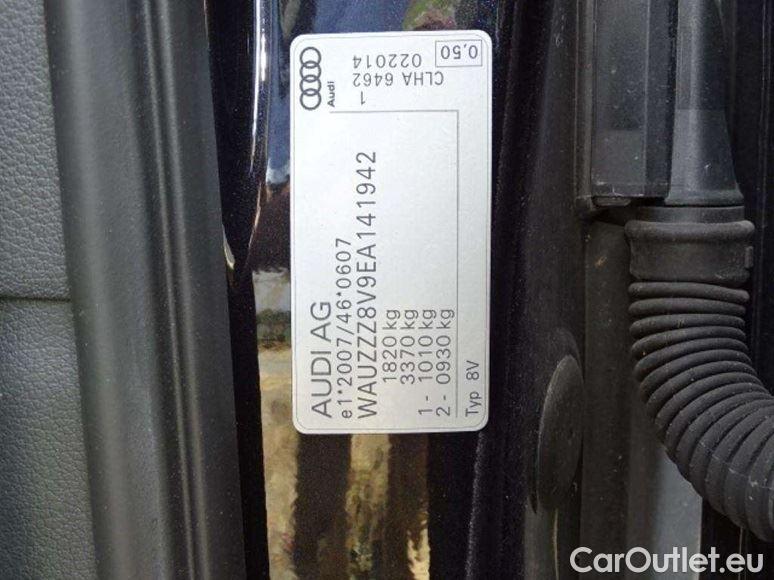 AUDI AG
e1*2007/46*0607
WAUZZZ8V9EA141942
1820 kg
3370 kg
1 - 1010 kg
2 - 0930 kg
Typ 8V
Audi
1
CLHA 6462
022014
0,50
CarOutlet.eu